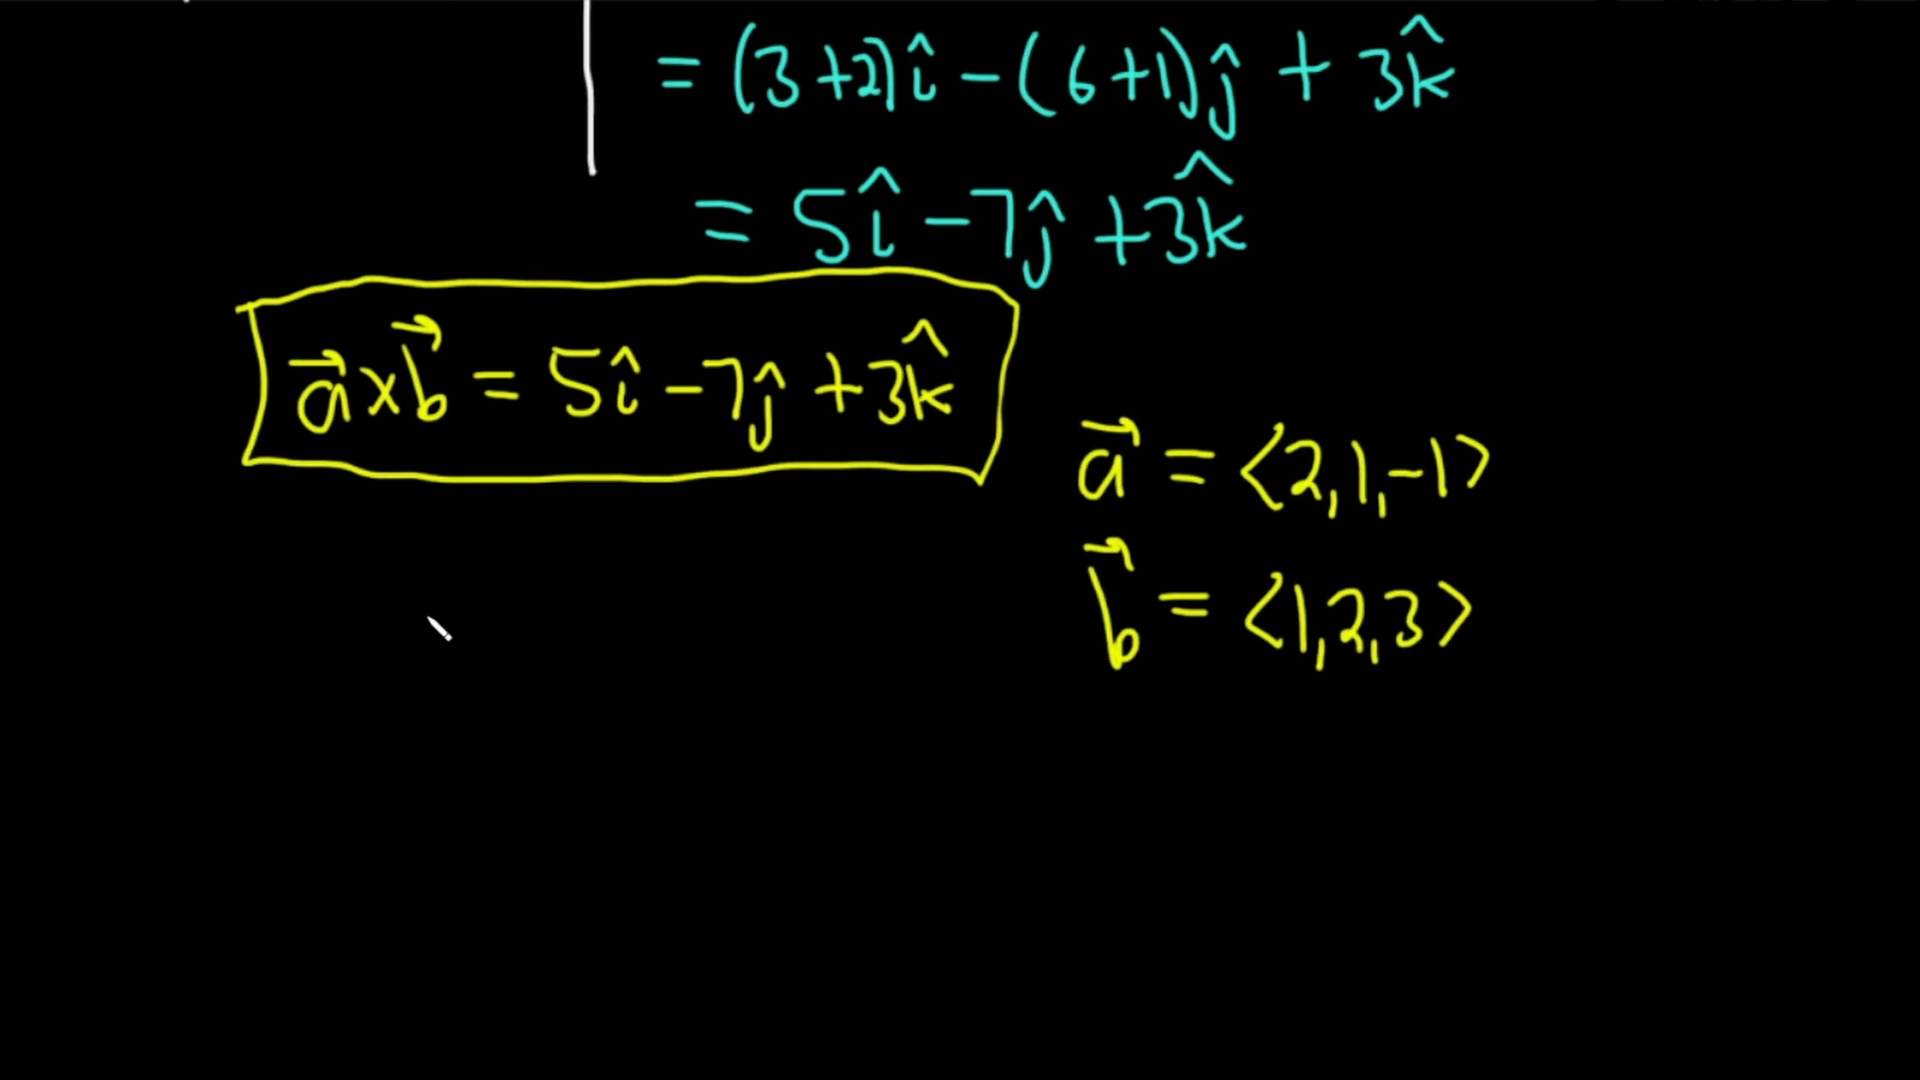 = (3+2)î - (6+1)ĵ + 3k̂
= 5î - 7ĵ + 3k̂
a⃗ x b⃗ = 5î - 7ĵ + 3k̂
a⃗ = <2,1,-1>
b⃗ = <1,2,3>